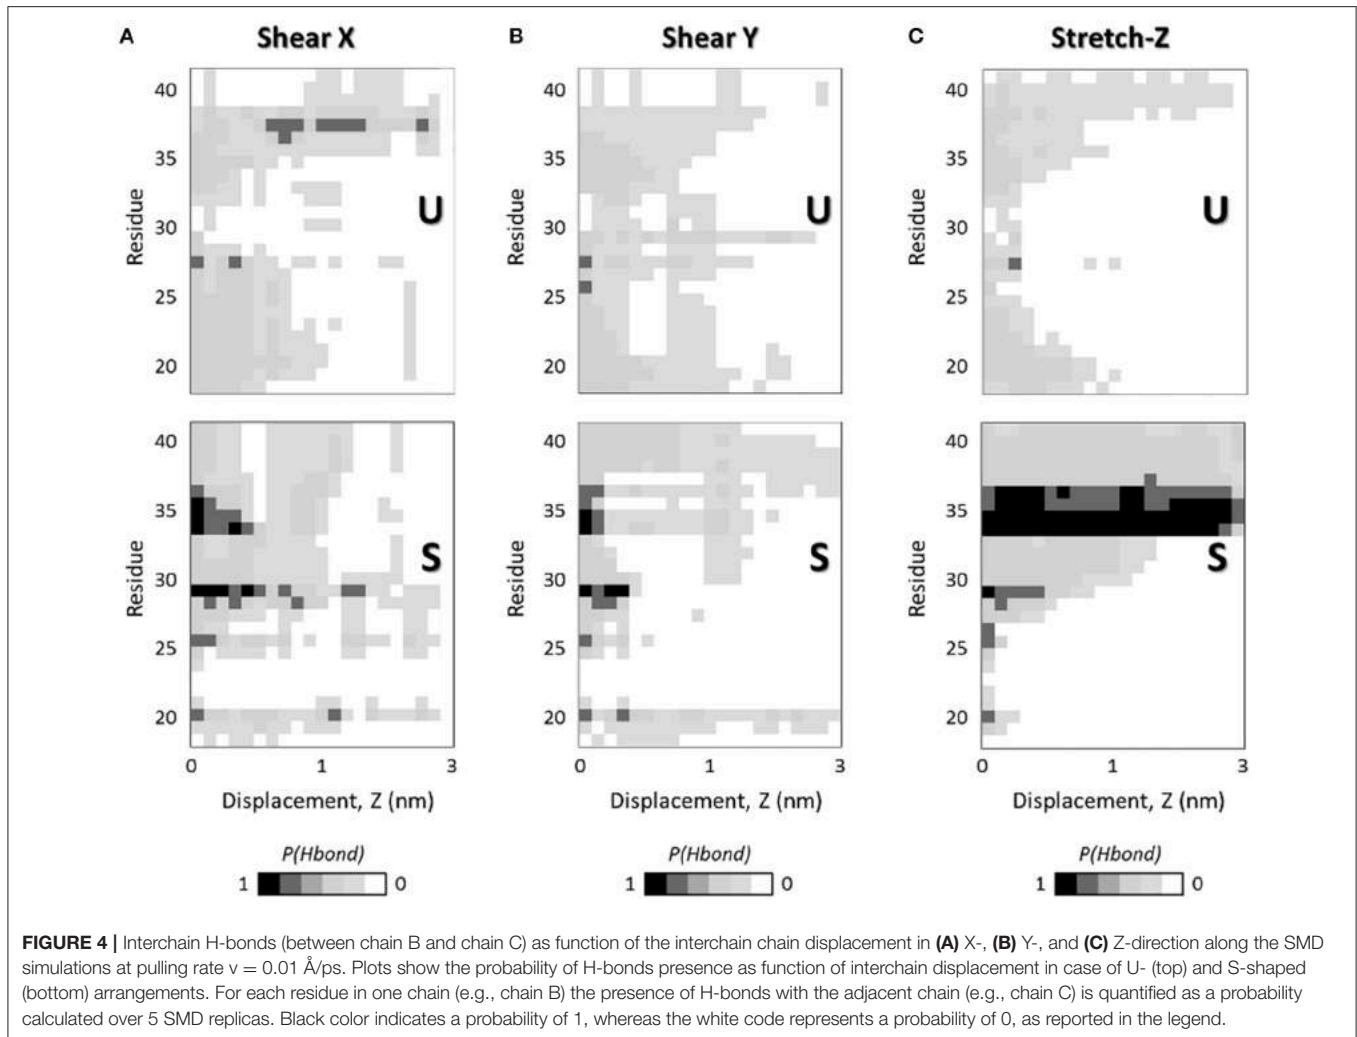 A Shear X
B Shear Y
C Stretch-Z
40
35
30
25
20
Residue
U
40
35
30
25
20
Residue
U
40
35
30
25
20
Residue
U
40
35
30
25
20
Residue
S
0 1 3
Displacement, Z (nm)
40
35
30
25
20
Residue
S
0 1 3
Displacement, Z (nm)
40
35
30
25
20
Residue
S
0 1 3
Displacement, Z (nm)
P(Hbond)
1 0
P(Hbond)
1 0
P(Hbond)
1 0
FIGURE 4 | Interchain H-bonds (between chain B and chain C) as function of the interchain chain displacement in (A) X-, (B) Y-, and (C) Z-direction along the SMD
simulations at pulling rate v = 0.01 Å/ps. Plots show the probability of H-bonds presence as function of interchain displacement in case of U- (top) and S-shaped
(bottom) arrangements. For each residue in one chain (e.g., chain B) the presence of H-bonds with the adjacent chain (e.g., chain C) is quantified as a probability
calculated over 5 SMD replicas. Black color indicates a probability of 1, whereas the white code represents a probability of 0, as reported in the legend.